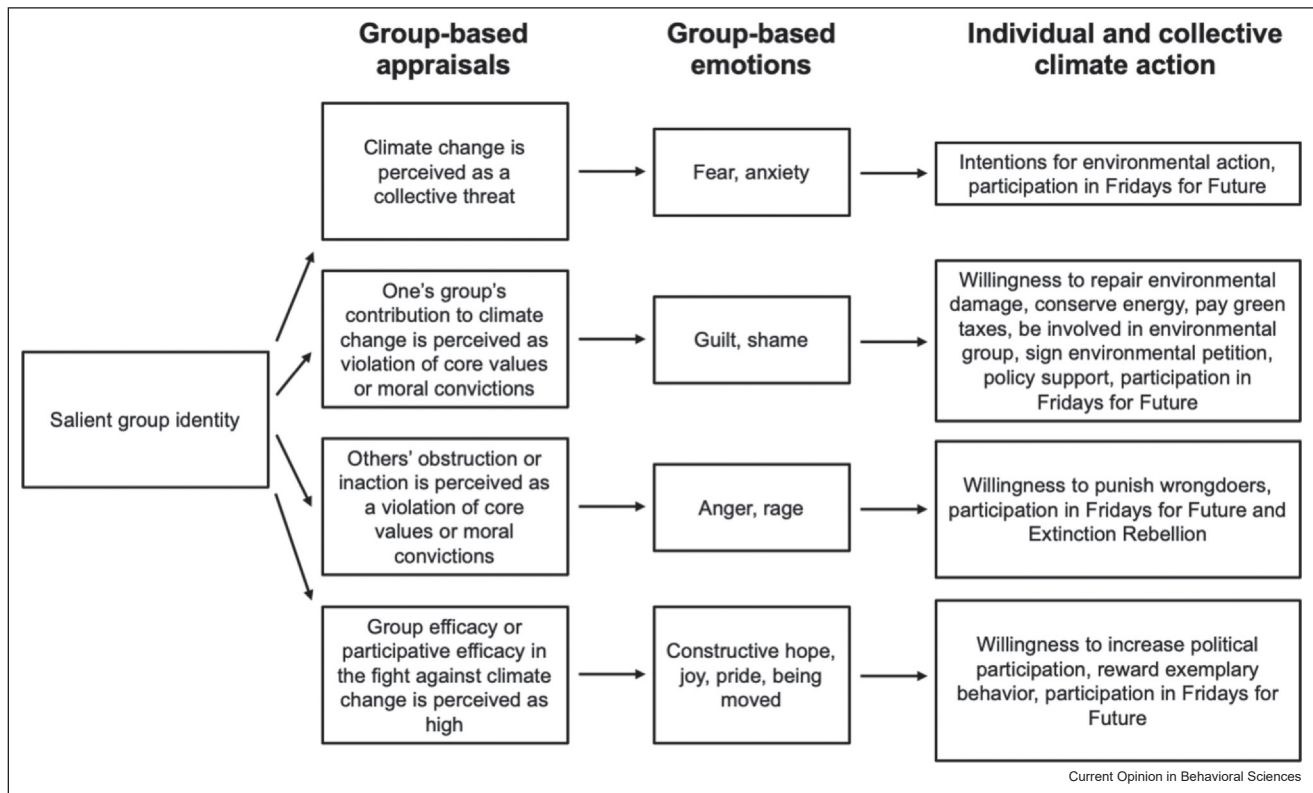 Group-based
appraisals
Group-based
emotions
Individual and collective
climate action
Salient group identity
Climate change is
perceived as a
collective threat
Fear, anxiety
Intentions for environmental action,
participation in Fridays for Future
One's group's
contribution to climate
change is perceived as
violation of core values
or moral convictions
Guilt, shame
Willingness to repair environmental
damage, conserve energy, pay green
taxes, be involved in environmental
group, sign environmental petition,
policy support, participation in
Fridays for Future
Others' obstruction or
inaction is perceived as
a violation of core
values or moral
convictions
Anger, rage
Willingness to punish wrongdoers,
participation in Fridays for Future and
Extinction Rebellion
Group efficacy or
participative efficacy in
the fight against climate
change is perceived as
high
Constructive hope,
joy, pride, being
moved
Willingness to increase political
participation, reward exemplary
behavior, participation in Fridays for
Future
Current Opinion in Behavioral Sciences